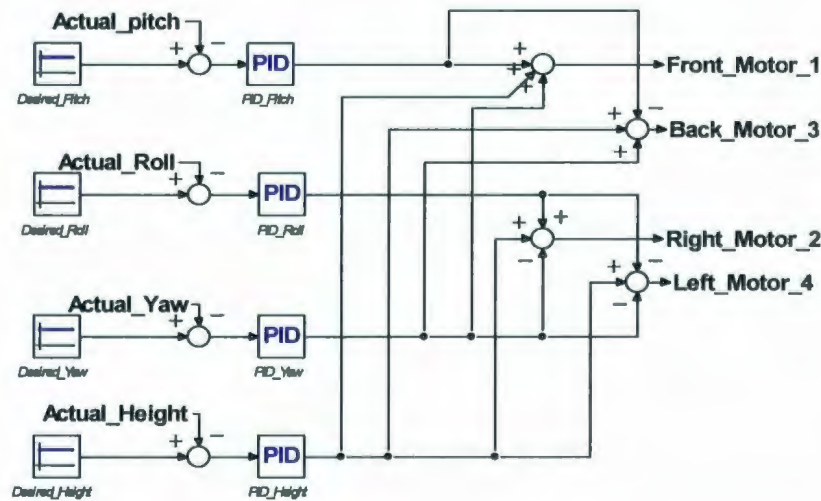 Actual_pitch
PID
Front_Motor_1
Desired_Pitch
PID_Pitch
Back_Motor_3
Actual_Roll
PID
Desired_Roll
PID_Roll
Right_Motor_2
Left_Motor_4
Actual_Yaw
PID
Desired_Yaw
PID_Yaw
Actual_Height
PID
Desired_Height
PID_Height